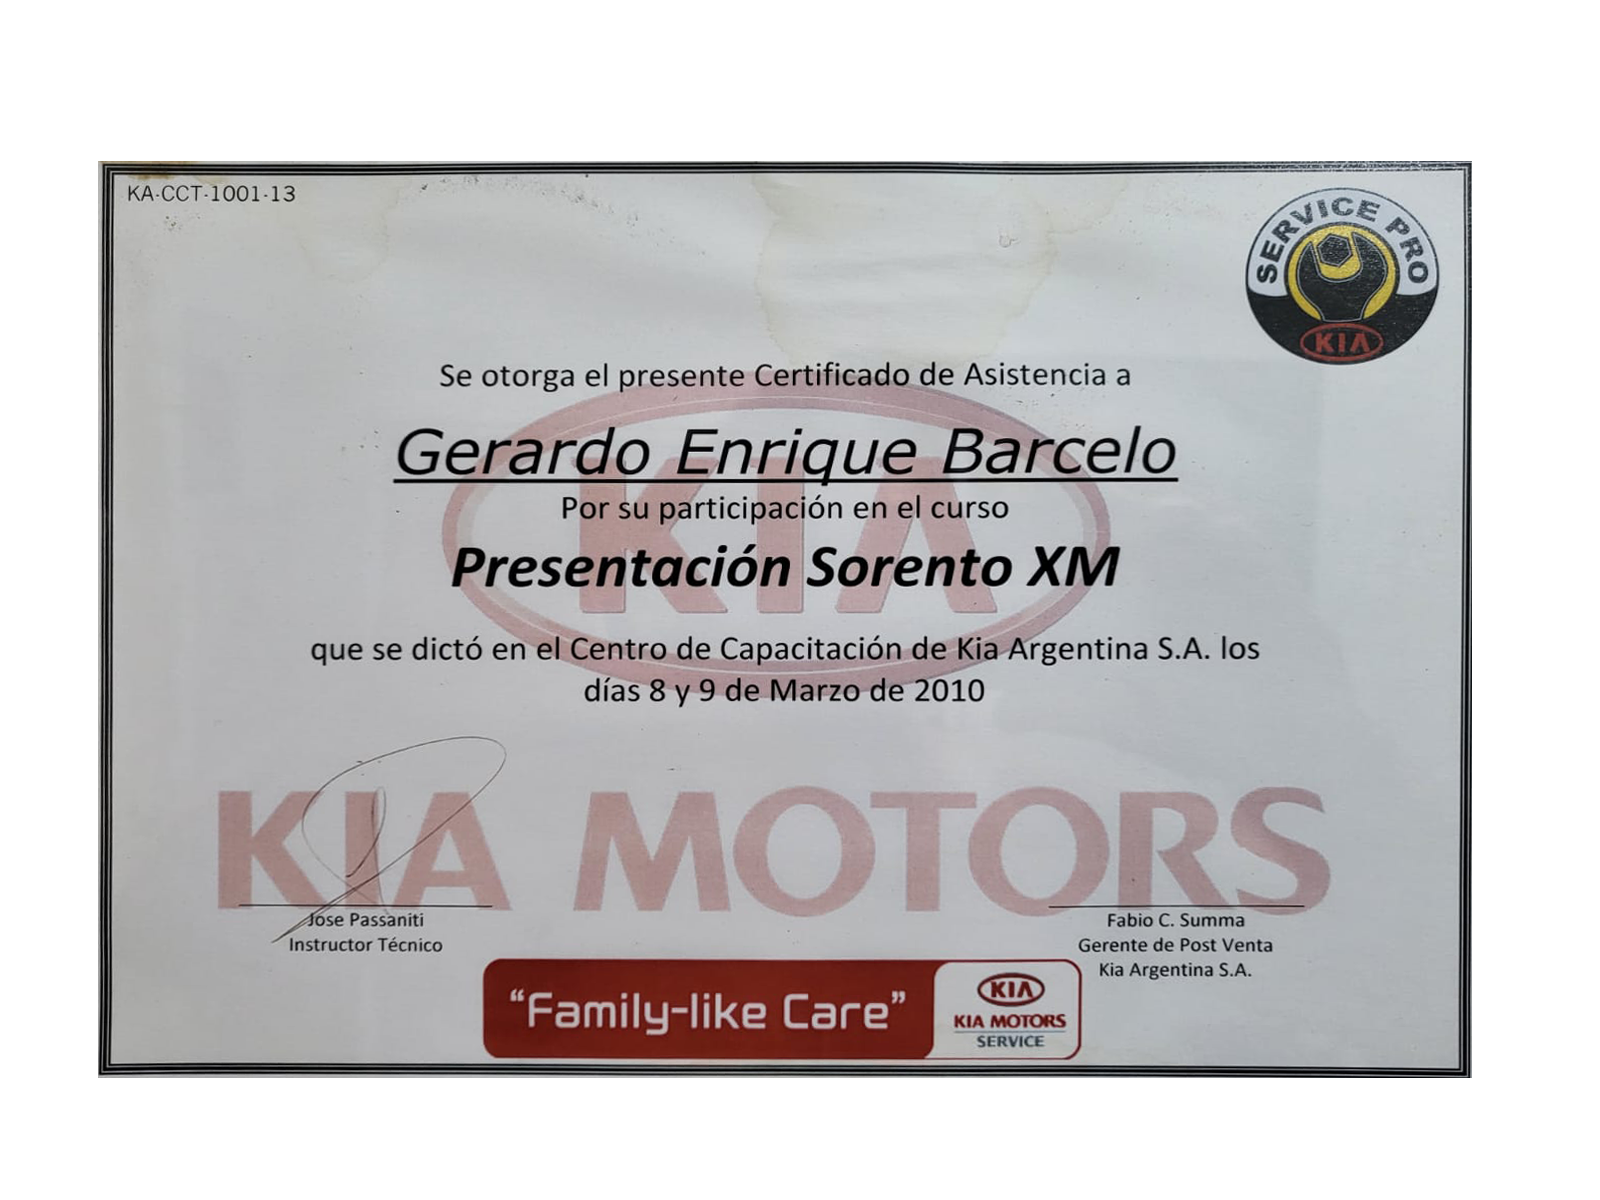 KA-CCT-1001-13
SERVICE PRO
KIA
Se otorga el presente Certificado de Asistencia a
Gerardo Enrique Barcelo
Por su participación en el curso
Presentación Sorento XM
KIA
que se dictó en el Centro de Capacitación de Kia Argentina S.A. los
días 8 y 9 de Marzo de 2010
KIA MOTORS
Jose Passaniti
Instructor Técnico
Fabio C. Summa
Gerente de Post Venta
Kia Argentina S.A.
“Family-like Care”
KIA
KIA MOTORS
SERVICE